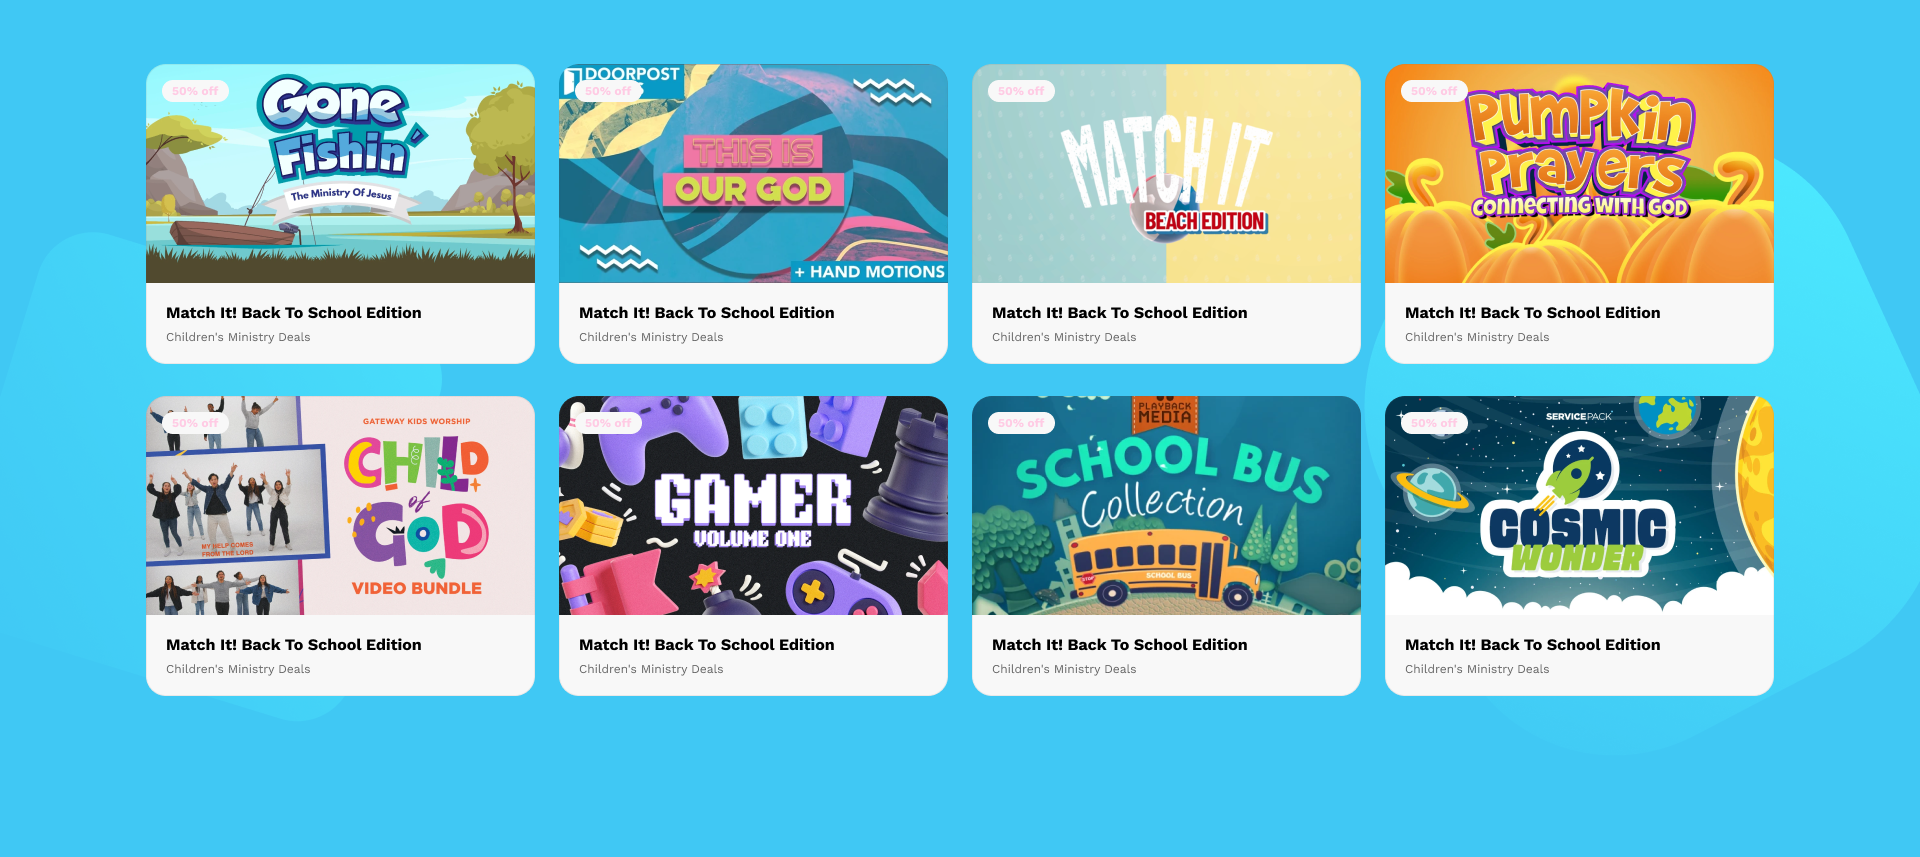 50% off
Gone
Fishin'
The Ministry Of Jesus
Match It! Back To School Edition
Children's Ministry Deals
DOORPOST
50% off
THIS IS
OUR GOD
+ HAND MOTIONS
Match It! Back To School Edition
Children's Ministry Deals
50% off
MATCH IT
BEACH EDITION
Match It! Back To School Edition
Children's Ministry Deals
50% off
Pumpkin
Prayers
CONNECTING WITH GOD
Match It! Back To School Edition
Children's Ministry Deals
50% off
GATEWAY KIDS WORSHIP
CHILD
of
GOD
VIDEO BUNDLE
MY HELP COMES
FROM THE LORD
Match It! Back To School Edition
Children's Ministry Deals
50% off
GAMER
VOLUME ONE
Match It! Back To School Edition
Children's Ministry Deals
50% off
PLAYBACK
MEDIA
SCHOOL BUS
Collection
STOP
SCHOOL BUS
Match It! Back To School Edition
Children's Ministry Deals
50% off
SERVICEPACK
COSMIC
WONDER
Match It! Back To School Edition
Children's Ministry Deals